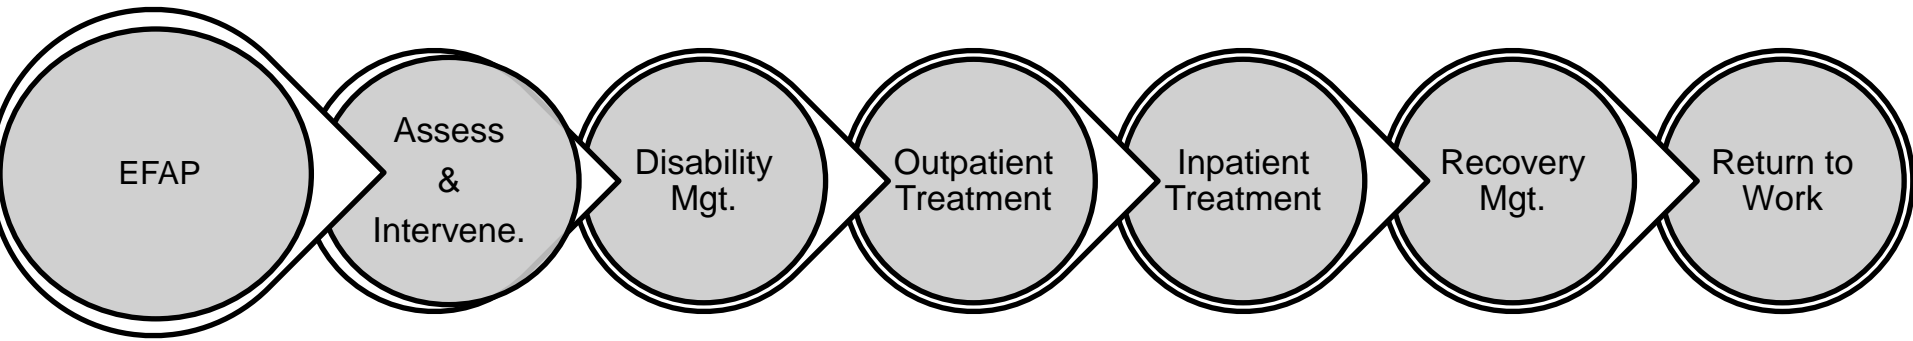 EFAP
Assess
&
Intervene.
Disability
Mgt.
Outpatient
Treatment
Inpatient
Treatment
Recovery
Mgt.
Return to
Work